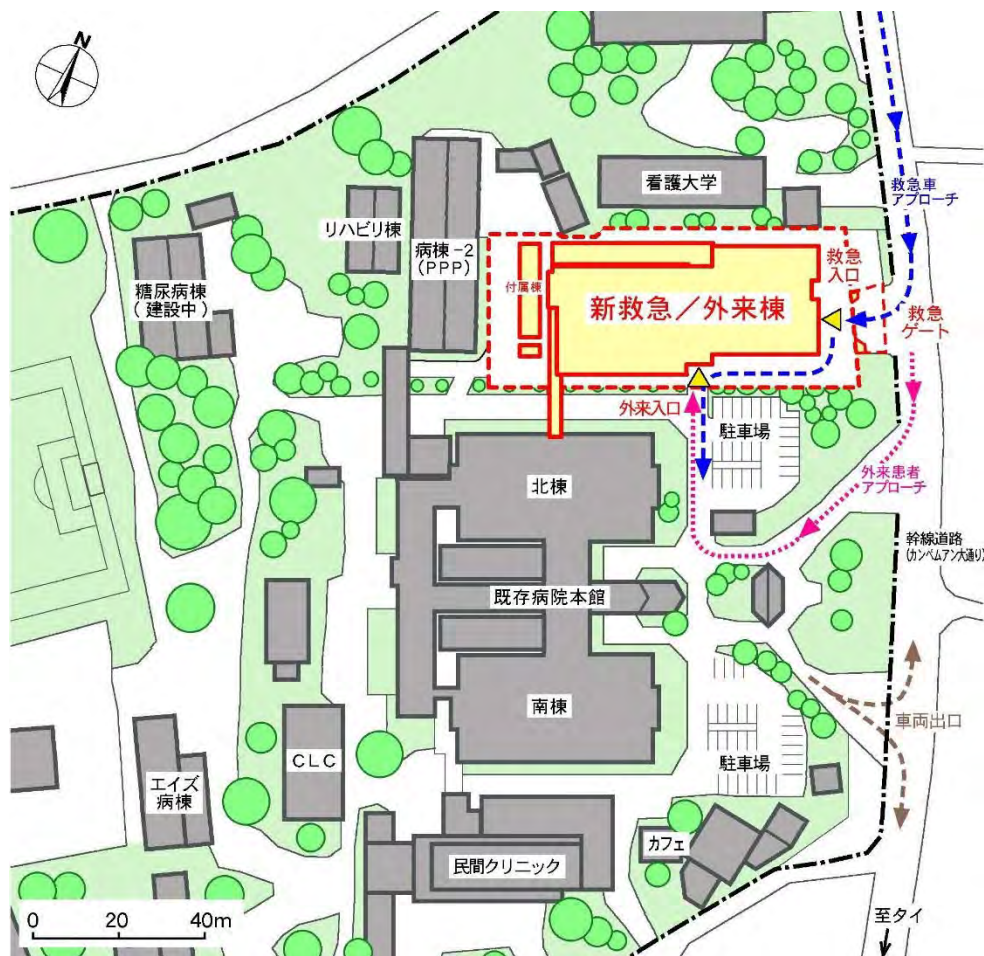 N
看護大学
救急車
アプローチ
リハビリ棟
病棟-2
(PPP)
糖尿病棟
(建設中)
付属棟
新救急／外来棟
救急
入口
救急
ゲート
外来入口
駐車場
外来患者
アプローチ
北棟
幹線道路
(カンペムアン大通り)
既存病院本館
南棟
車両出口
駐車場
CLC
エイズ
病棟
カフェ
民間クリニック
0 20 40m
至タイ